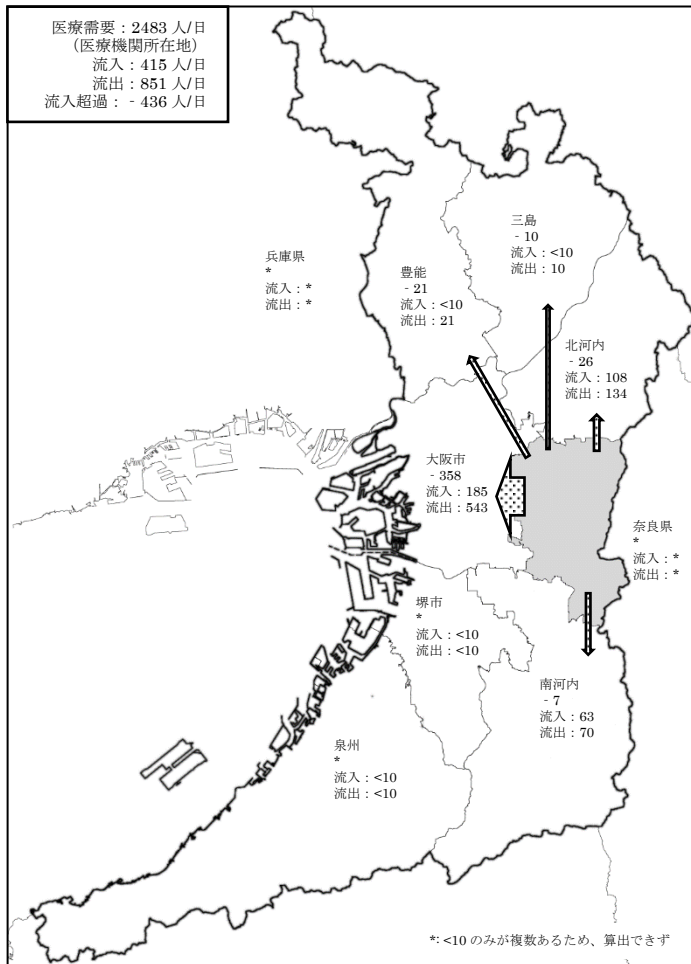 医療需要：2483 人/日
（医療機関所在地）
流入：415 人/日
流出：851 人/日
流入超過：‐436 人/日
三島
‐10
流入：<10
流出：10
兵庫県
*
流入：*
流出：*
豊能
‐21
流入：<10
流出：21
北河内
‐26
流入：108
流出：134
大阪市
‐358
流入：185
流出：543
奈良県
*
流入：*
流出：*
堺市
*
流入：<10
流出：<10
南河内
‐7
流入：63
流出：70
泉州
*
流入：<10
流出：<10
*: <10 のみが複数あるため、算出できず